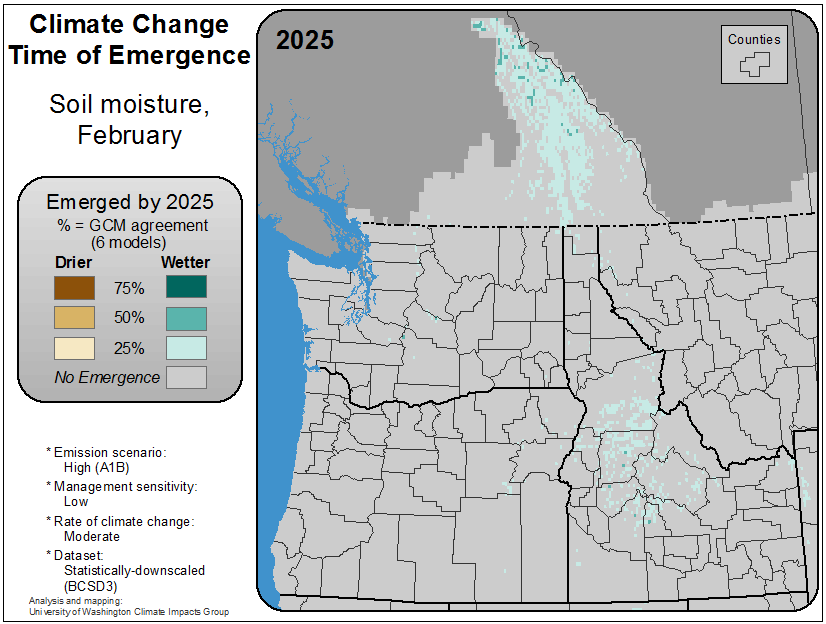 Climate Change
Time of Emergence
Soil moisture,
February
Emerged by 2025
% = GCM agreement
(6 models)
Drier Wetter
75%
50%
25%
No Emergence
* Emission scenario:
High (A1B)
* Management sensitivity:
Low
* Rate of climate change:
Moderate
* Dataset:
Statistically-downscaled
(BCSD3)
Analysis and mapping:
University of Washington Climate Impacts Group
2025
Counties